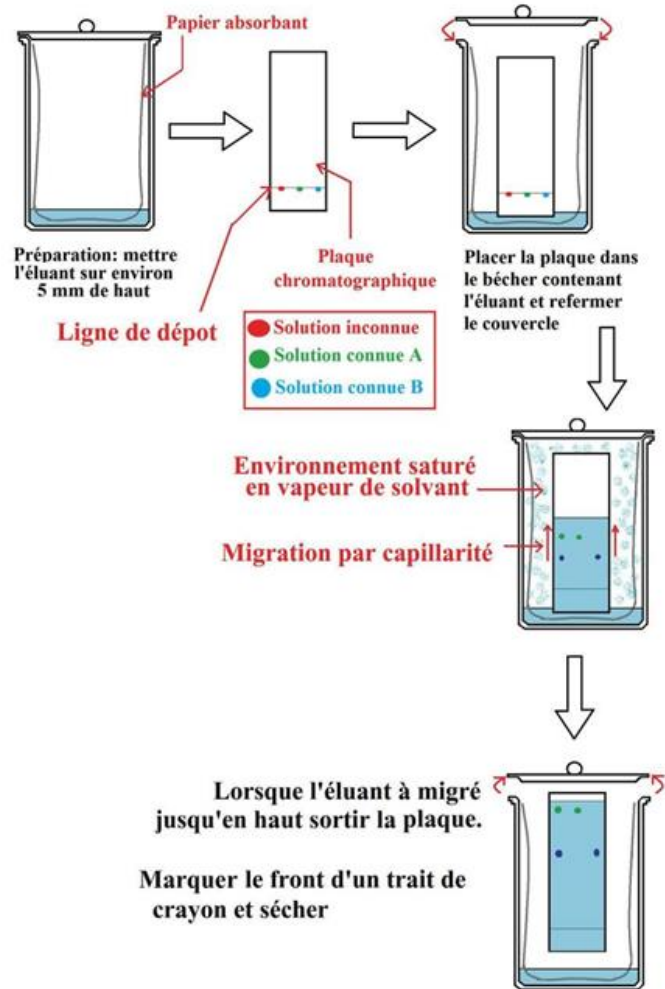 Papier absorbant
Préparation: mettre
l'éluant sur environ
5 mm de haut
Ligne de dépot
Plaque
chromatographique
Placer la plaque dans
le bécher contenant
l'éluant et refermer
le couvercle
Solution inconnue
Solution connue A
Solution connue B
Environnement saturé
en vapeur de solvant
Migration par capillarité
Lorsque l'éluant à migré
jusqu'en haut sortir la plaque.
Marquer le front d'un trait de
crayon et sécher